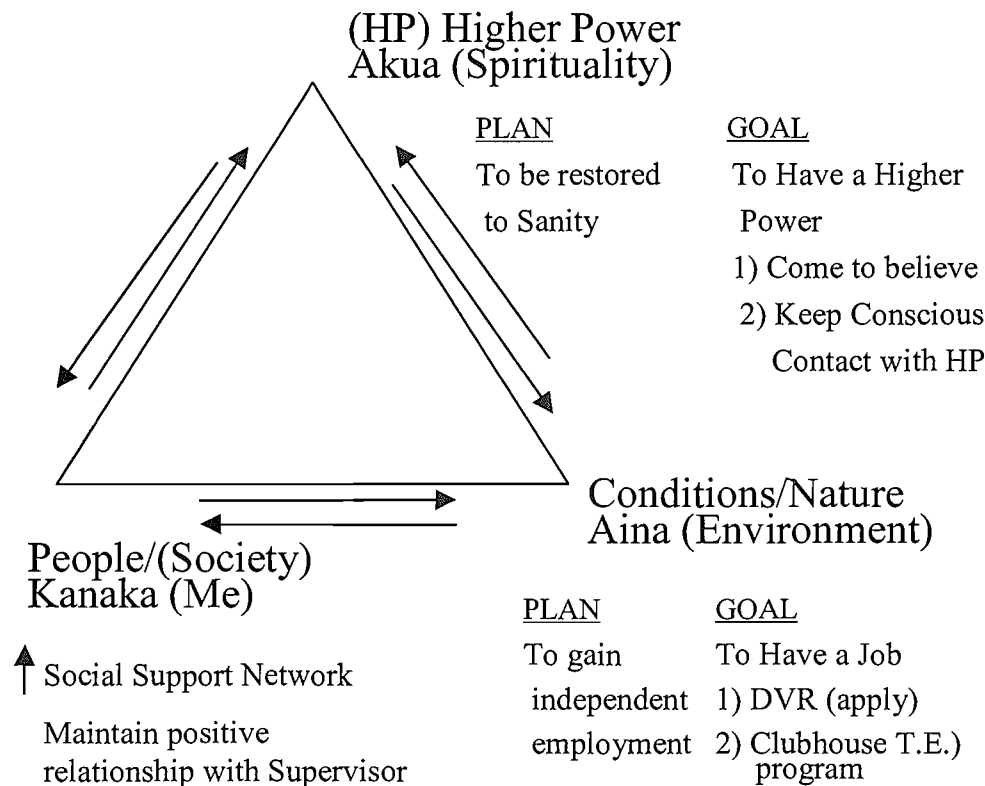 (HP) Higher Power
Akua (Spirituality)
PLAN GOAL
To be restored To Have a Higher
to Sanity Power
1) Come to believe
2) Keep Conscious
Contact with HP
Conditions/Nature
Aina (Environment)
People/(Society)
Kanaka (Me)
PLAN GOAL
To gain To Have a Job
independent 1) DVR (apply)
employment 2) Clubhouse T.E.)
program
Social Support Network
Maintain positive
relationship with Supervisor